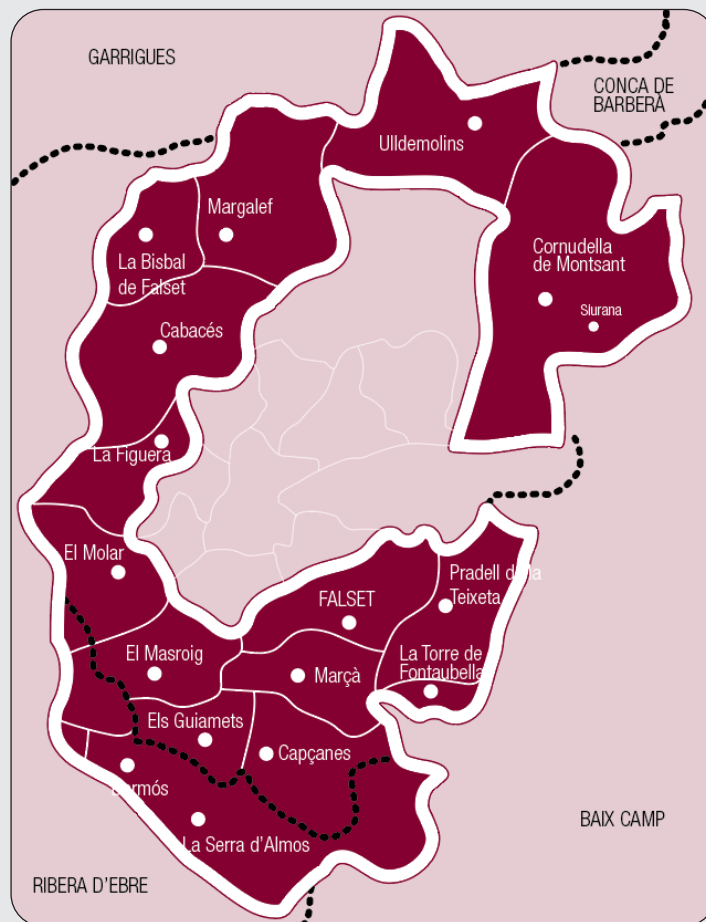 GARRIGUES
CONCA DE
BARBERÀ
Ulldemolins
Margalef
La Bisbal
de Falset
Cornudella
de Montsant
Siurana
Cabacés
La Figuera
El Molar
Pradell de la
Teixeta
FALSET
El Masroig
Marçà
La Torre de
Fontaubella
Els Guiamets
Capçanes
Darmós
La Serra d'Almos
BAIX CAMP
RIBERA D'EBRE